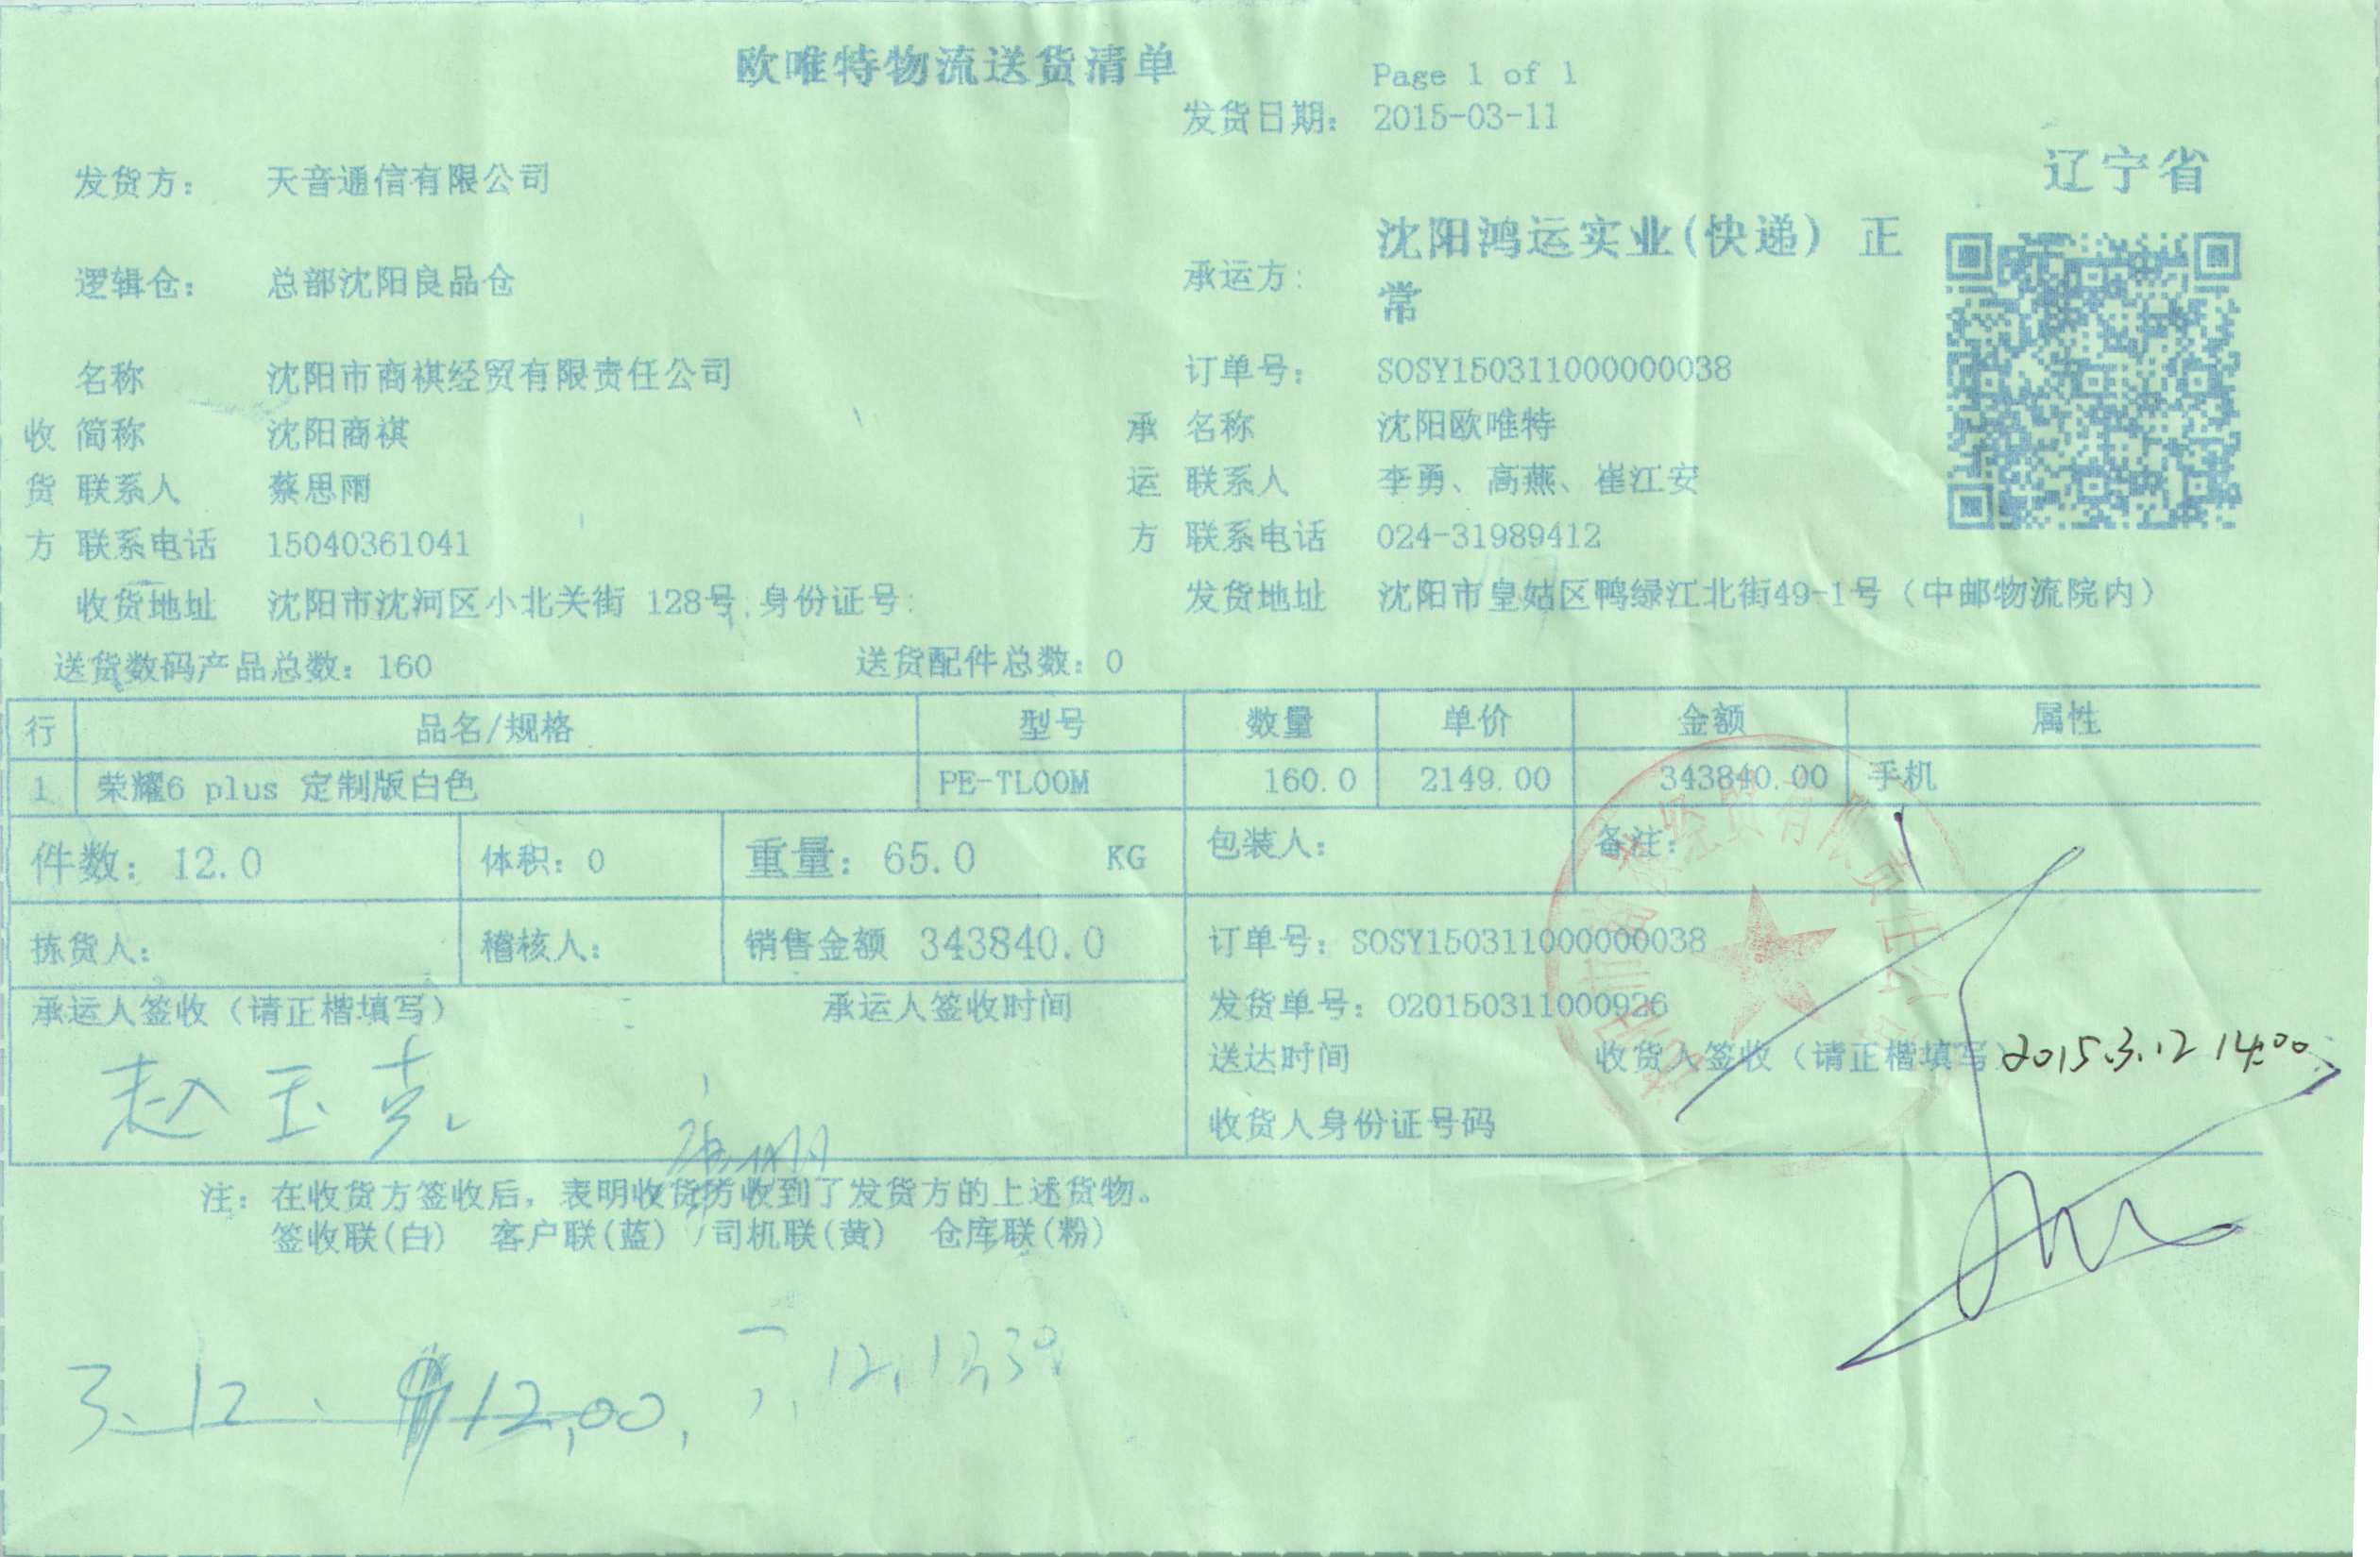 欧唯特物流送货清单
Page 1 of 1
发货日期： 2015-03-11
辽宁省
发货方： 天音通信有限公司
承运方： 沈阳鸿运实业(快递) 正常
逻辑仓： 总部沈阳良品仓
名称 沈阳市商祺经贸有限责任公司 订单号： SOSY150311000000038
收 简称 沈阳商祺 承 名称 沈阳欧唯特
货 联系人 蔡思雨 运 联系人 李勇、高燕、崔江安
方 联系电话 15040361041 方 联系电话 024-31989412
收货地址 沈阳市沈河区小北关街 128号,身份证号: 发货地址 沈阳市皇姑区鸭绿江北街49-1号（中邮物流院内）
送货数码产品总数：160 送货配件总数：0
行 品名/规格 型号 数量 单价 金额 属性
1 荣耀6 plus 定制版白色 PE-TL00M 160.0 2149.00 343840.00 手机
件数：12.0 体积：0 重量：65.0 KG 包装人： 备注：
拣货人： 稽核人： 销售金额 343840.0 订单号：SOSY150311000000038
承运人签收（请正楷填写） 承运人签收时间 发货单号：O20150311000926
送达时间 收货人签收（请正楷填写） 2015.3.12 14:00
赵玉克
收货人身份证号码
注：在收货方签收后，表明收货方收到了发货方的上述货物。
签收联(白) 客户联(蓝) 司机联(黄) 仓库联(粉)
3.12. 12,00,
经贸有限责任公司